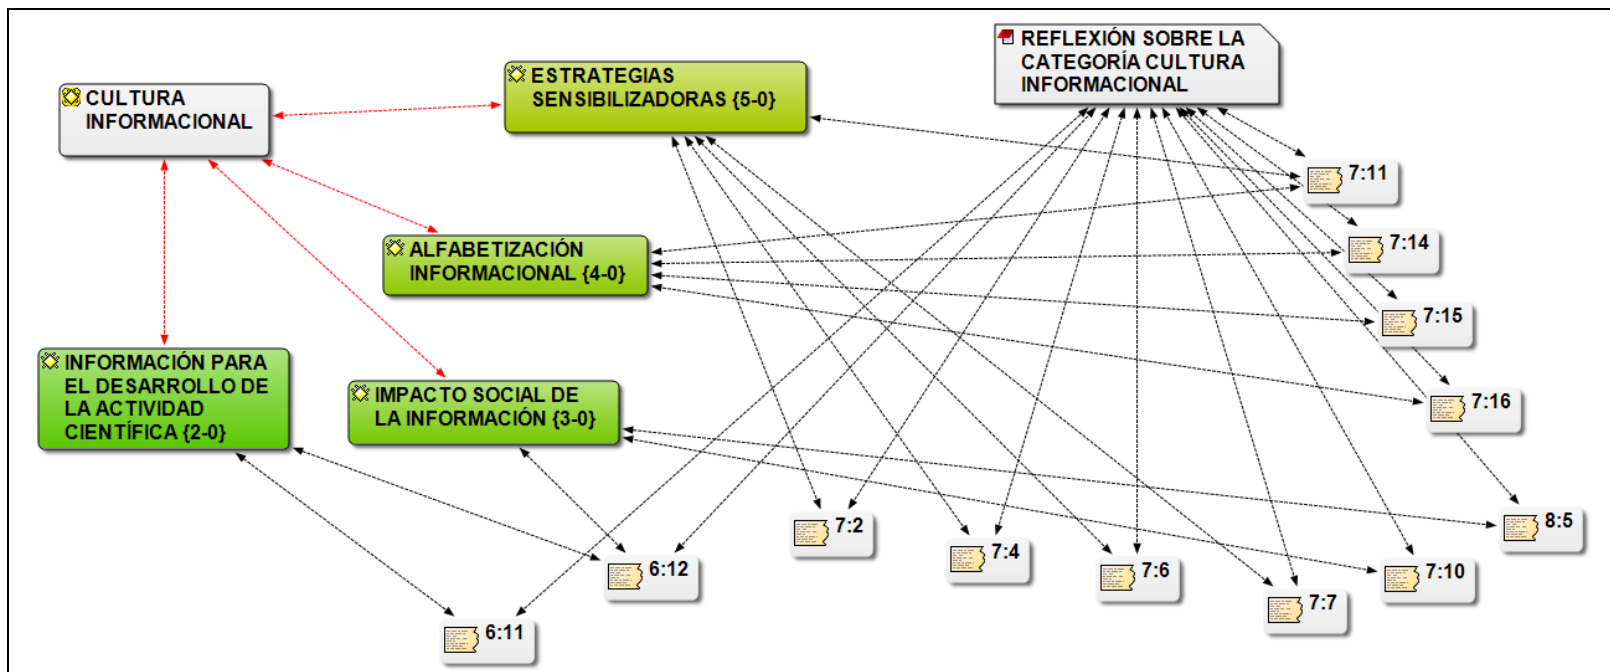 REFLEXIÓN SOBRE LA
CATEGORÍA CULTURA
INFORMACIONAL
ESTRATEGIAS
SENSIBILIZADORAS {5-0}
CULTURA
INFORMACIONAL
7:11
7:14
ALFABETIZACIÓN
INFORMACIONAL {4-0}
7:15
INFORMACIÓN PARA
EL DESARROLLO DE
LA ACTIVIDAD
CIENTÍFICA {2-0}
IMPACTO SOCIAL DE
LA INFORMACIÓN {3-0}
7:16
7:2
7:4
7:6
7:7
7:10
8:5
6:12
6:11